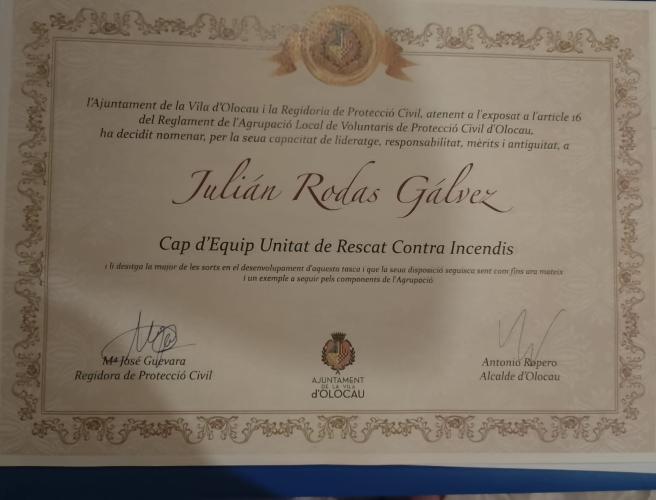 l'Ajuntament de la Vila d'Olocau i la Regidoria de Protecció Civil, atenent a l'exposat a l'article 16
del Reglament de l'Agrupació Local de Voluntaris de Protecció Civil d'Olocau,
ha decidit nomenar, per la seua capacitat de lideratge, responsabilitat, mèrits i antiguitat, a
Julián Rodas Gálvez
Cap d'Equip Unitat de Rescat Contra Incendis
i li desitga la major de les sorts en el desenvolupament d'aquesta tasca i que la seua disposició seguisca sent com fins ara mateix
i un exemple a seguir pels components de l'Agrupació
Mª José Guevara
Regidora de Protecció Civil
AJUNTAMENT
DE LA VILA
d'OLOCAU
Antonio Ropero
Alcalde d'Olocau